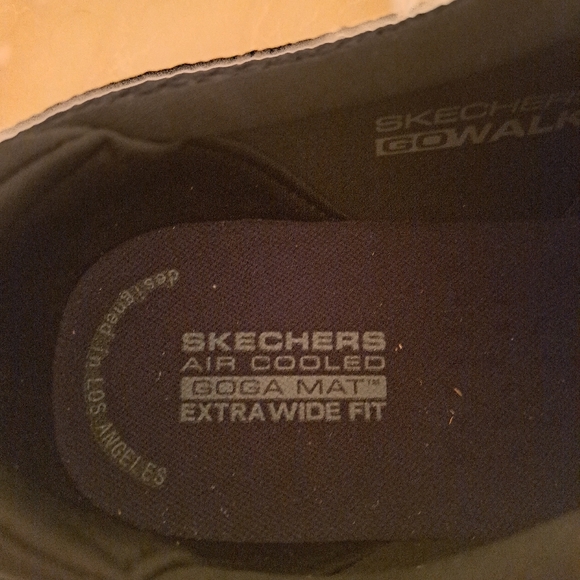 SKECHERS
GOWALK
SKECHERS
AIR COOLED
GOGA MAT™
EXTRA WIDE FIT
designed in LOS ANGELES